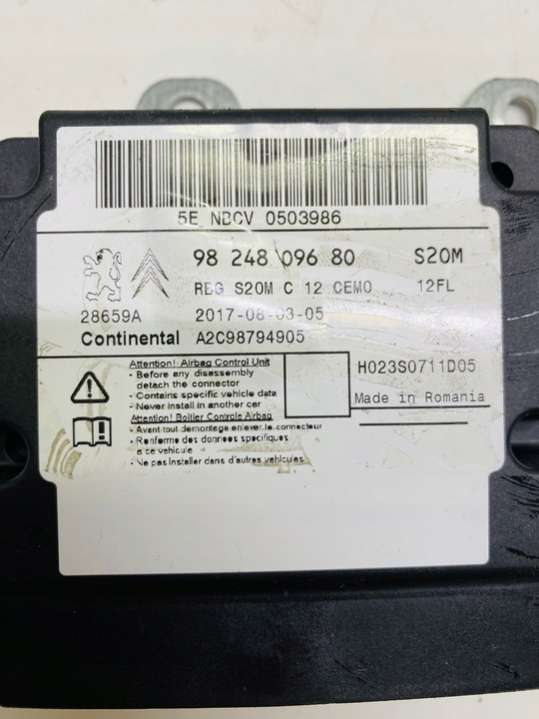 5E NBCV 0503986
98 248 096 80 S20M
RBG S20M C 12 CEMO 12FL
28659A 2017-08-03-05
Continental A2C98794905
Attention! Airbag Control Unit
- Before any disassembly
detach the connector
- Contains specific vehicle data
- Never install in another car
Attention! Boitier Controle Airbag
- Avant tout demontage enlever le connecteur
- Renferme des donnees specifiques
a ce vehicule
- Ne pas installer dans d'autres vehicules
H023S0711D05
Made in Romania